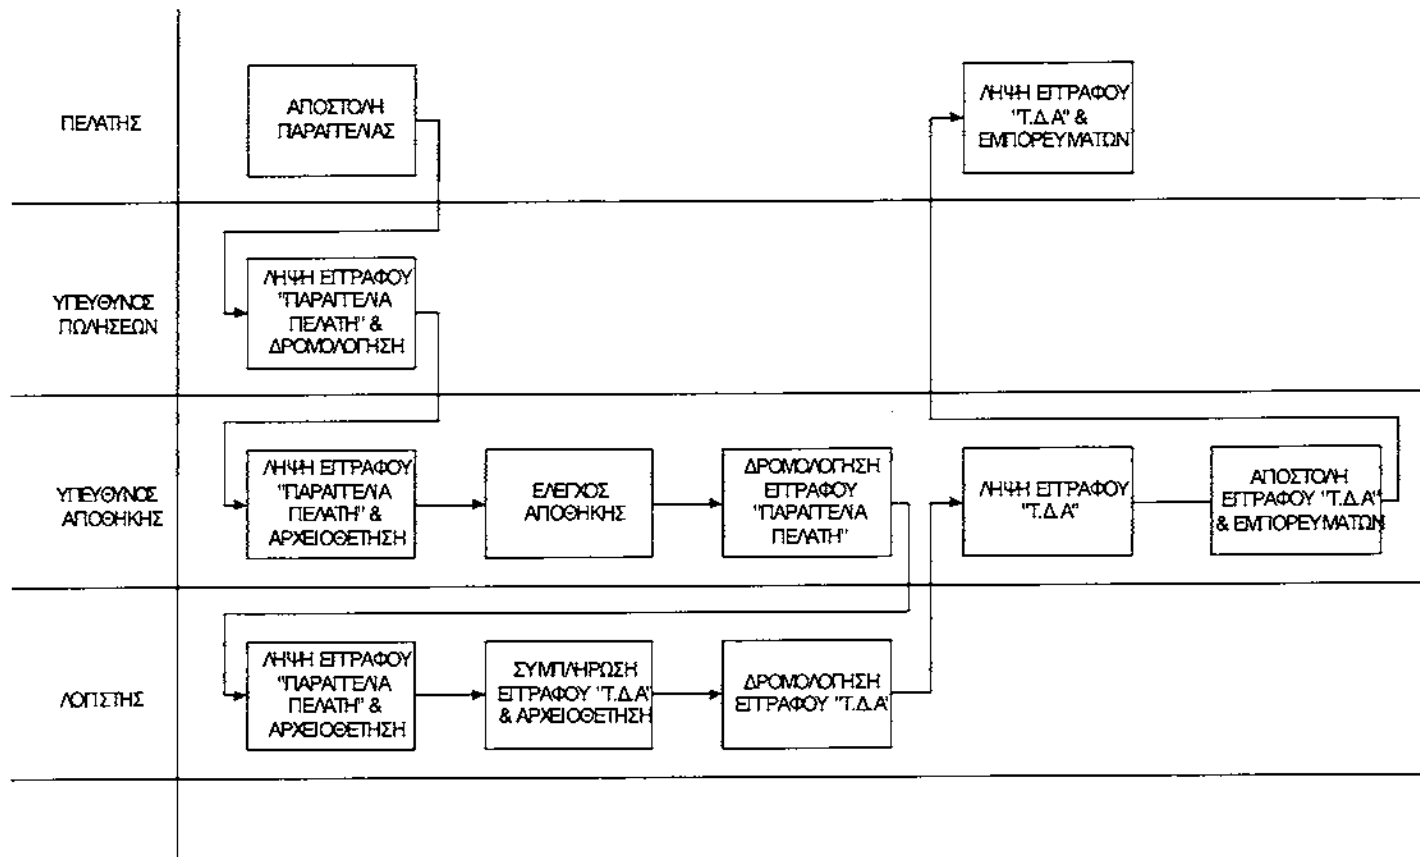 ΠΕΛΑΤΗΣ
ΑΠΟΣΤΟΛΗ
ΠΑΡΑΓΓΕΛΙΑΣ
ΛΗΨΗ ΕΓΓΡΑΦΟΥ
"Τ.Δ.Α" &
ΕΜΠΟΡΕΥΜΑΤΩΝ
ΥΠΕΥΘΥΝΟΣ
ΠΩΛΗΣΕΩΝ
ΛΗΨΗ ΕΓΓΡΑΦΟΥ
"ΠΑΡΑΓΓΕΛΙΑ
ΠΕΛΑΤΗ" &
ΔΡΟΜΟΛΟΓΗΣΗ
ΥΠΕΥΘΥΝΟΣ
ΑΠΟΘΗΚΗΣ
ΛΗΨΗ ΕΓΓΡΑΦΟΥ
"ΠΑΡΑΓΓΕΛΙΑ
ΠΕΛΑΤΗ" &
ΑΡΧΕΙΟΘΕΤΗΣΗ
ΕΛΕΓΧΟΣ
ΑΠΟΘΗΚΗΣ
ΔΡΟΜΟΛΟΓΗΣΗ
ΕΓΓΡΑΦΟΥ
"ΠΑΡΑΓΓΕΛΙΑ
ΠΕΛΑΤΗ"
ΛΗΨΗ ΕΓΓΡΑΦΟΥ
"Τ.Δ.Α"
ΑΠΟΣΤΟΛΗ
ΕΓΓΡΑΦΟΥ "Τ.Δ.Α"
& ΕΜΠΟΡΕΥΜΑΤΩΝ
ΛΟΓΙΣΤΗΣ
ΛΗΨΗ ΕΓΓΡΑΦΟΥ
"ΠΑΡΑΓΓΕΛΙΑ
ΠΕΛΑΤΗ" &
ΑΡΧΕΙΟΘΕΤΗΣΗ
ΣΥΜΠΛΗΡΩΣΗ
ΕΓΓΡΑΦΟΥ "Τ.Δ.Α"
& ΑΡΧΕΙΟΘΕΤΗΣΗ
ΔΡΟΜΟΛΟΓΗΣΗ
ΕΓΓΡΑΦΟΥ "Τ.Δ.Α"